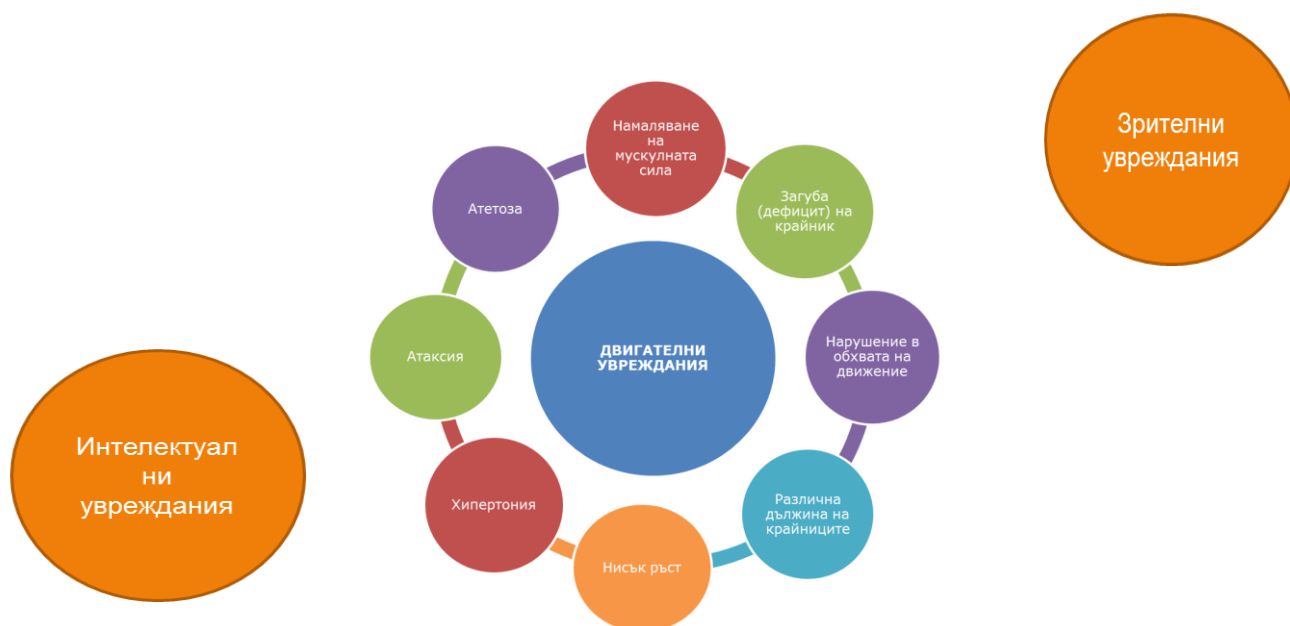 Зрителни
увреждания
Намаляване
на
мускулната
сила
Загуба
(дефицит) на
крайник
Атетоза
Нарушение в
обхвата на
движение
ДВИГАТЕЛНИ
УВРЕЖДАНИЯ
Атаксия
Интелектуал
ни
увреждания
Хипертония
Различна
дължина на
крайниците
Нисък ръст